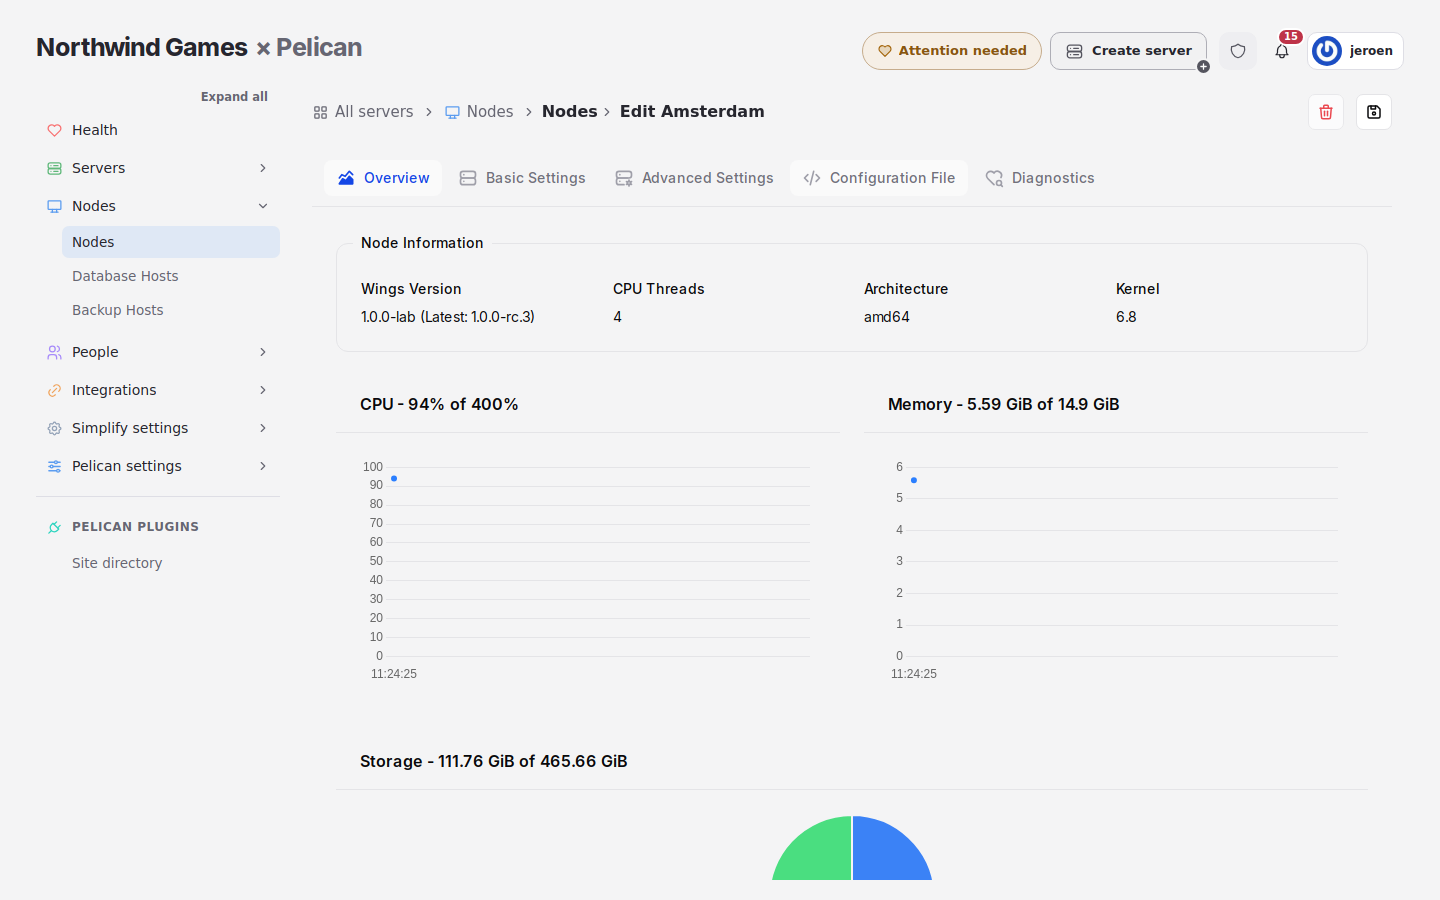 Northwind Games × Pelican
Attention needed
Create server
15
jeroen
Expand all
Health
Servers
Nodes
Nodes
Database Hosts
Backup Hosts
People
Integrations
Simplify settings
Pelican settings
PELICAN PLUGINS
Site directory
All servers > Nodes > Nodes > Edit Amsterdam
Overview
Basic Settings
Advanced Settings
Configuration File
Diagnostics
Node Information
Wings Version
1.0.0-lab (Latest: 1.0.0-rc.3)
CPU Threads
4
Architecture
amd64
Kernel
6.8
CPU - 94% of 400%
100
90
80
70
60
50
40
30
20
10
0
11:24:25
Memory - 5.59 GiB of 14.9 GiB
6
5
4
3
2
1
0
11:24:25
Storage - 111.76 GiB of 465.66 GiB